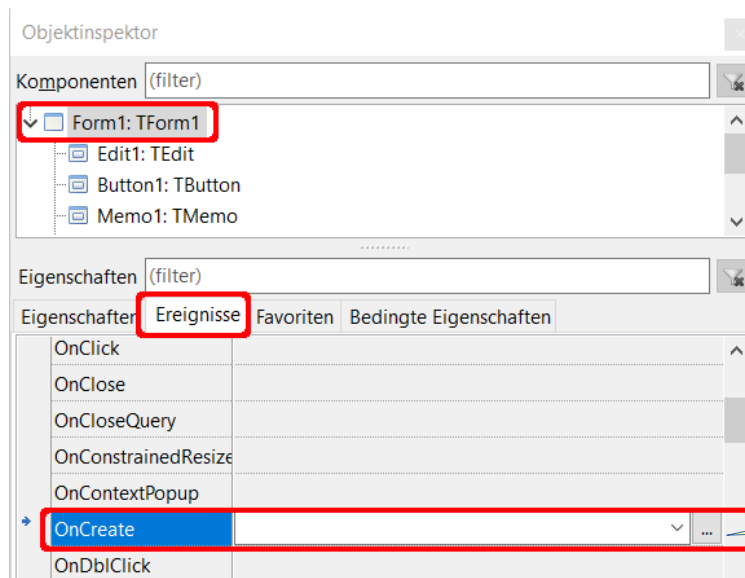 Objektinspektor
Komponenten (filter)
Form1: TForm1
Edit1: TEdit
Button1: TButton
Memo1: TMemo
Eigenschaften (filter)
Eigenschaften Ereignisse Favoriten Bedingte Eigenschaften
OnClick
OnClose
OnCloseQuery
OnConstrainedResize
OnContextPopup
OnCreate ...
OnDblClick